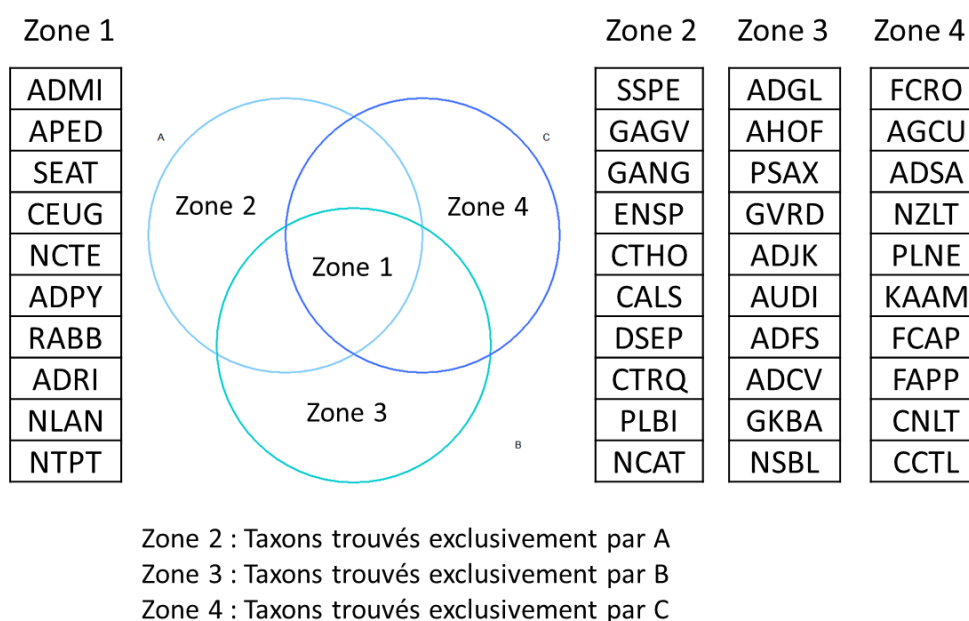 Zone 1
ADMI
APED
SEAT
CEUG
NCTE
ADPY
RABB
ADRI
NLAN
NTPT
A
C
Zone 2
Zone 4
Zone 1
Zone 3
B
Zone 2
SSPE
GAGV
GANG
ENSP
CTHO
CALS
DSEP
CTRQ
PLBI
NCAT
Zone 3
ADGL
AHOF
PSAX
GVRD
ADJK
AUDI
ADFS
ADCV
GKBA
NSBL
Zone 4
FCRO
AGCU
ADSA
NZLT
PLNE
KAAM
FCAP
FAPP
CNLT
CCTL
Zone 2 : Taxons trouvés exclusivement par A
Zone 3 : Taxons trouvés exclusivement par B
Zone 4 : Taxons trouvés exclusivement par C